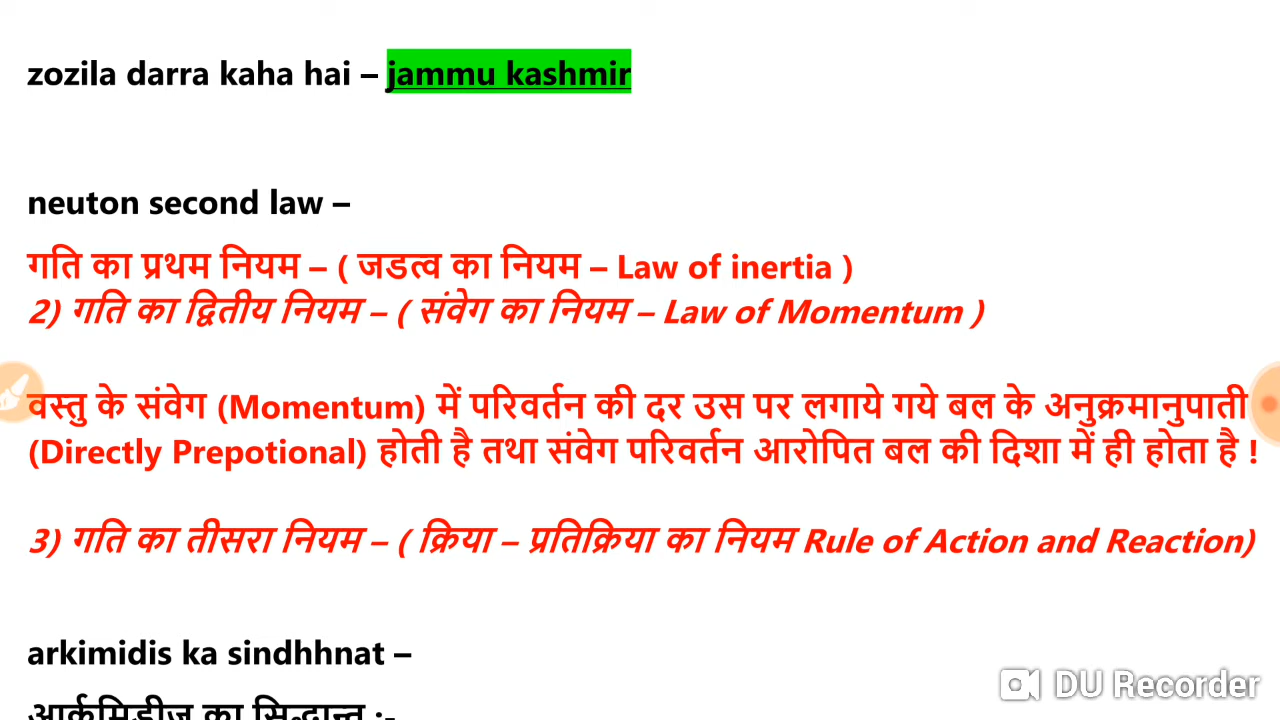 zozila darra kaha hai – jammu kashmir
neuton second law –
गति का प्रथम नियम – ( जडत्व का नियम – Law of inertia )
2) गति का द्वितीय नियम – ( संवेग का नियम – Law of Momentum )
वस्तु के संवेग (Momentum) में परिवर्तन की दर उस पर लगाये गये बल के अनुक्रमानुपाती
(Directly Prepotional) होती है तथा संवेग परिवर्तन आरोपित बल की दिशा में ही होता है !
3) गति का तीसरा नियम – ( क्रिया – प्रतिक्रिया का नियम Rule of Action and Reaction)
arkimidis ka sindhhnat –
आर्कमिडीज का सिद्धान्त :-
DU Recorder